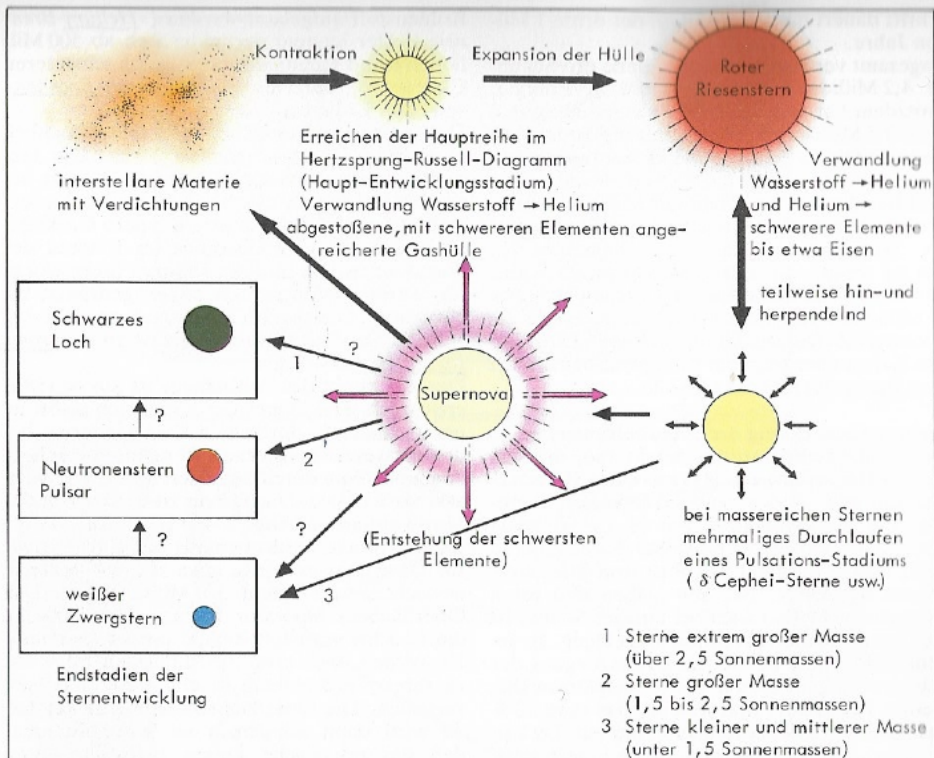 Kontraktion
Expansion der Hülle
Roter
Riesenstern
interstellare Materie
mit Verdichtungen
Erreichen der Hauptreihe im
Hertzsprung-Russell-Diagramm
(Haupt-Entwicklungsstadium)
Verwandlung Wasserstoff → Helium
abgestoßene, mit schwereren Elementen ange-
reicherte Gashülle
Verwandlung
Wasserstoff → Helium
und Helium →
schwerere Elemente
bis etwa Eisen
teilweise hin-und
herpendelnd
Schwarzes
Loch
?
1
Supernova
?
Neutronenstern
Pulsar
2
?
?
(Entstehung der schwersten
Elemente)
bei massereichen Sternen
mehrmaliges Durchlaufen
eines Pulsations-Stadiums
( δ Cephei-Sterne usw.)
weißer
Zwergstern
3
Endstadien der
Sternentwicklung
1 Sterne extrem großer Masse
(über 2,5 Sonnenmassen)
2 Sterne großer Masse
(1,5 bis 2,5 Sonnenmassen)
3 Sterne kleiner und mittlerer Masse
(unter 1,5 Sonnenmassen)